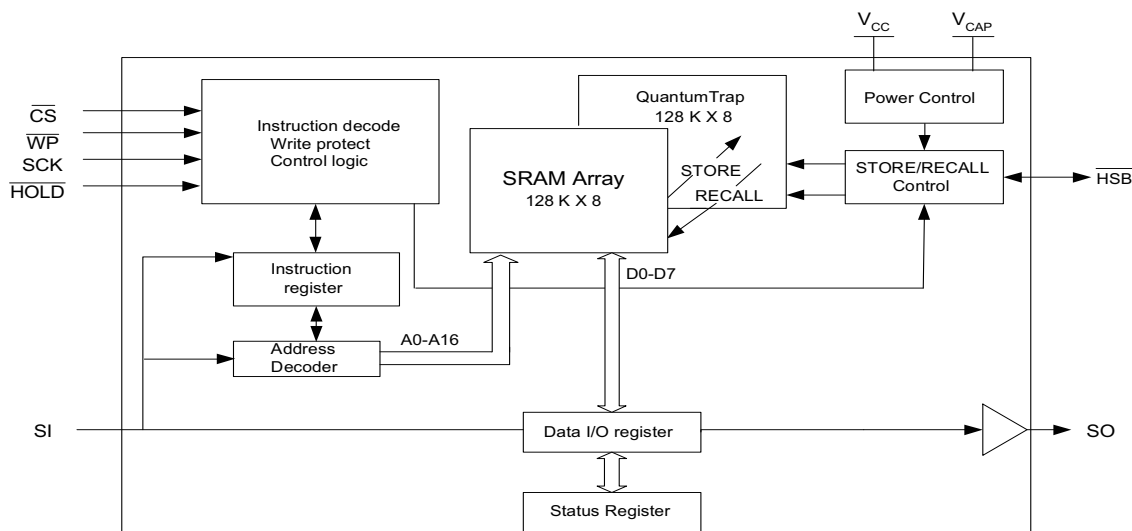 V_CC
V_CAP
CS
WP
SCK
HOLD
Instruction decode
Write protect
Control logic
QuantumTrap
128 K X 8
Power Control
SRAM Array
128 K X 8
STORE
RECALL
STORE/RECALL
Control
HSB
Instruction
register
D0-D7
A0-A16
Address
Decoder
SI
Data I/O register
SO
Status Register